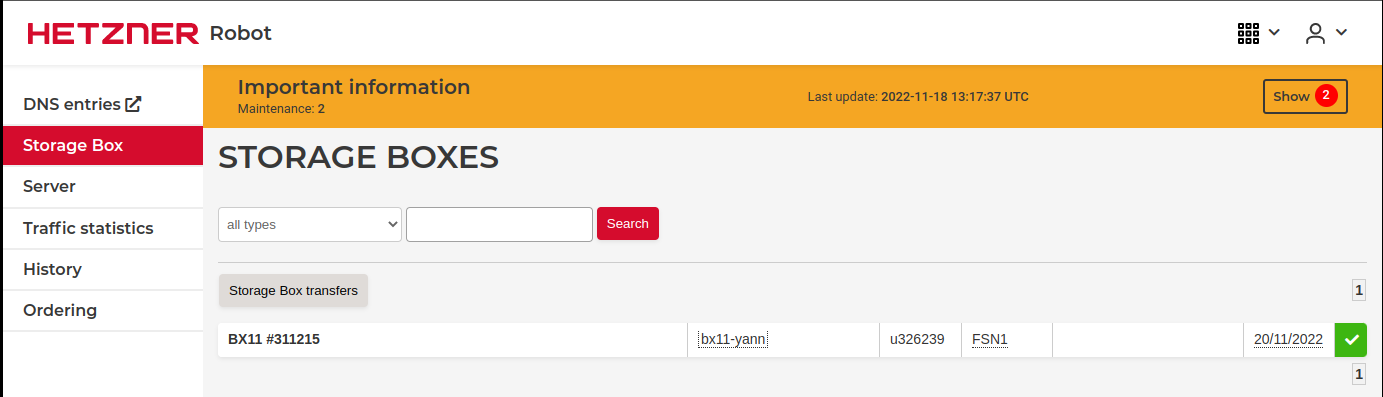 HETZNER Robot
DNS entries
Storage Box
Server
Traffic statistics
History
Ordering
Important information
Maintenance: 2
Last update: 2022-11-18 13:17:37 UTC
Show 2
STORAGE BOXES
all types
Search
Storage Box transfers
1
BX11 #311215 bx11-yann u326239 FSN1 20/11/2022
1